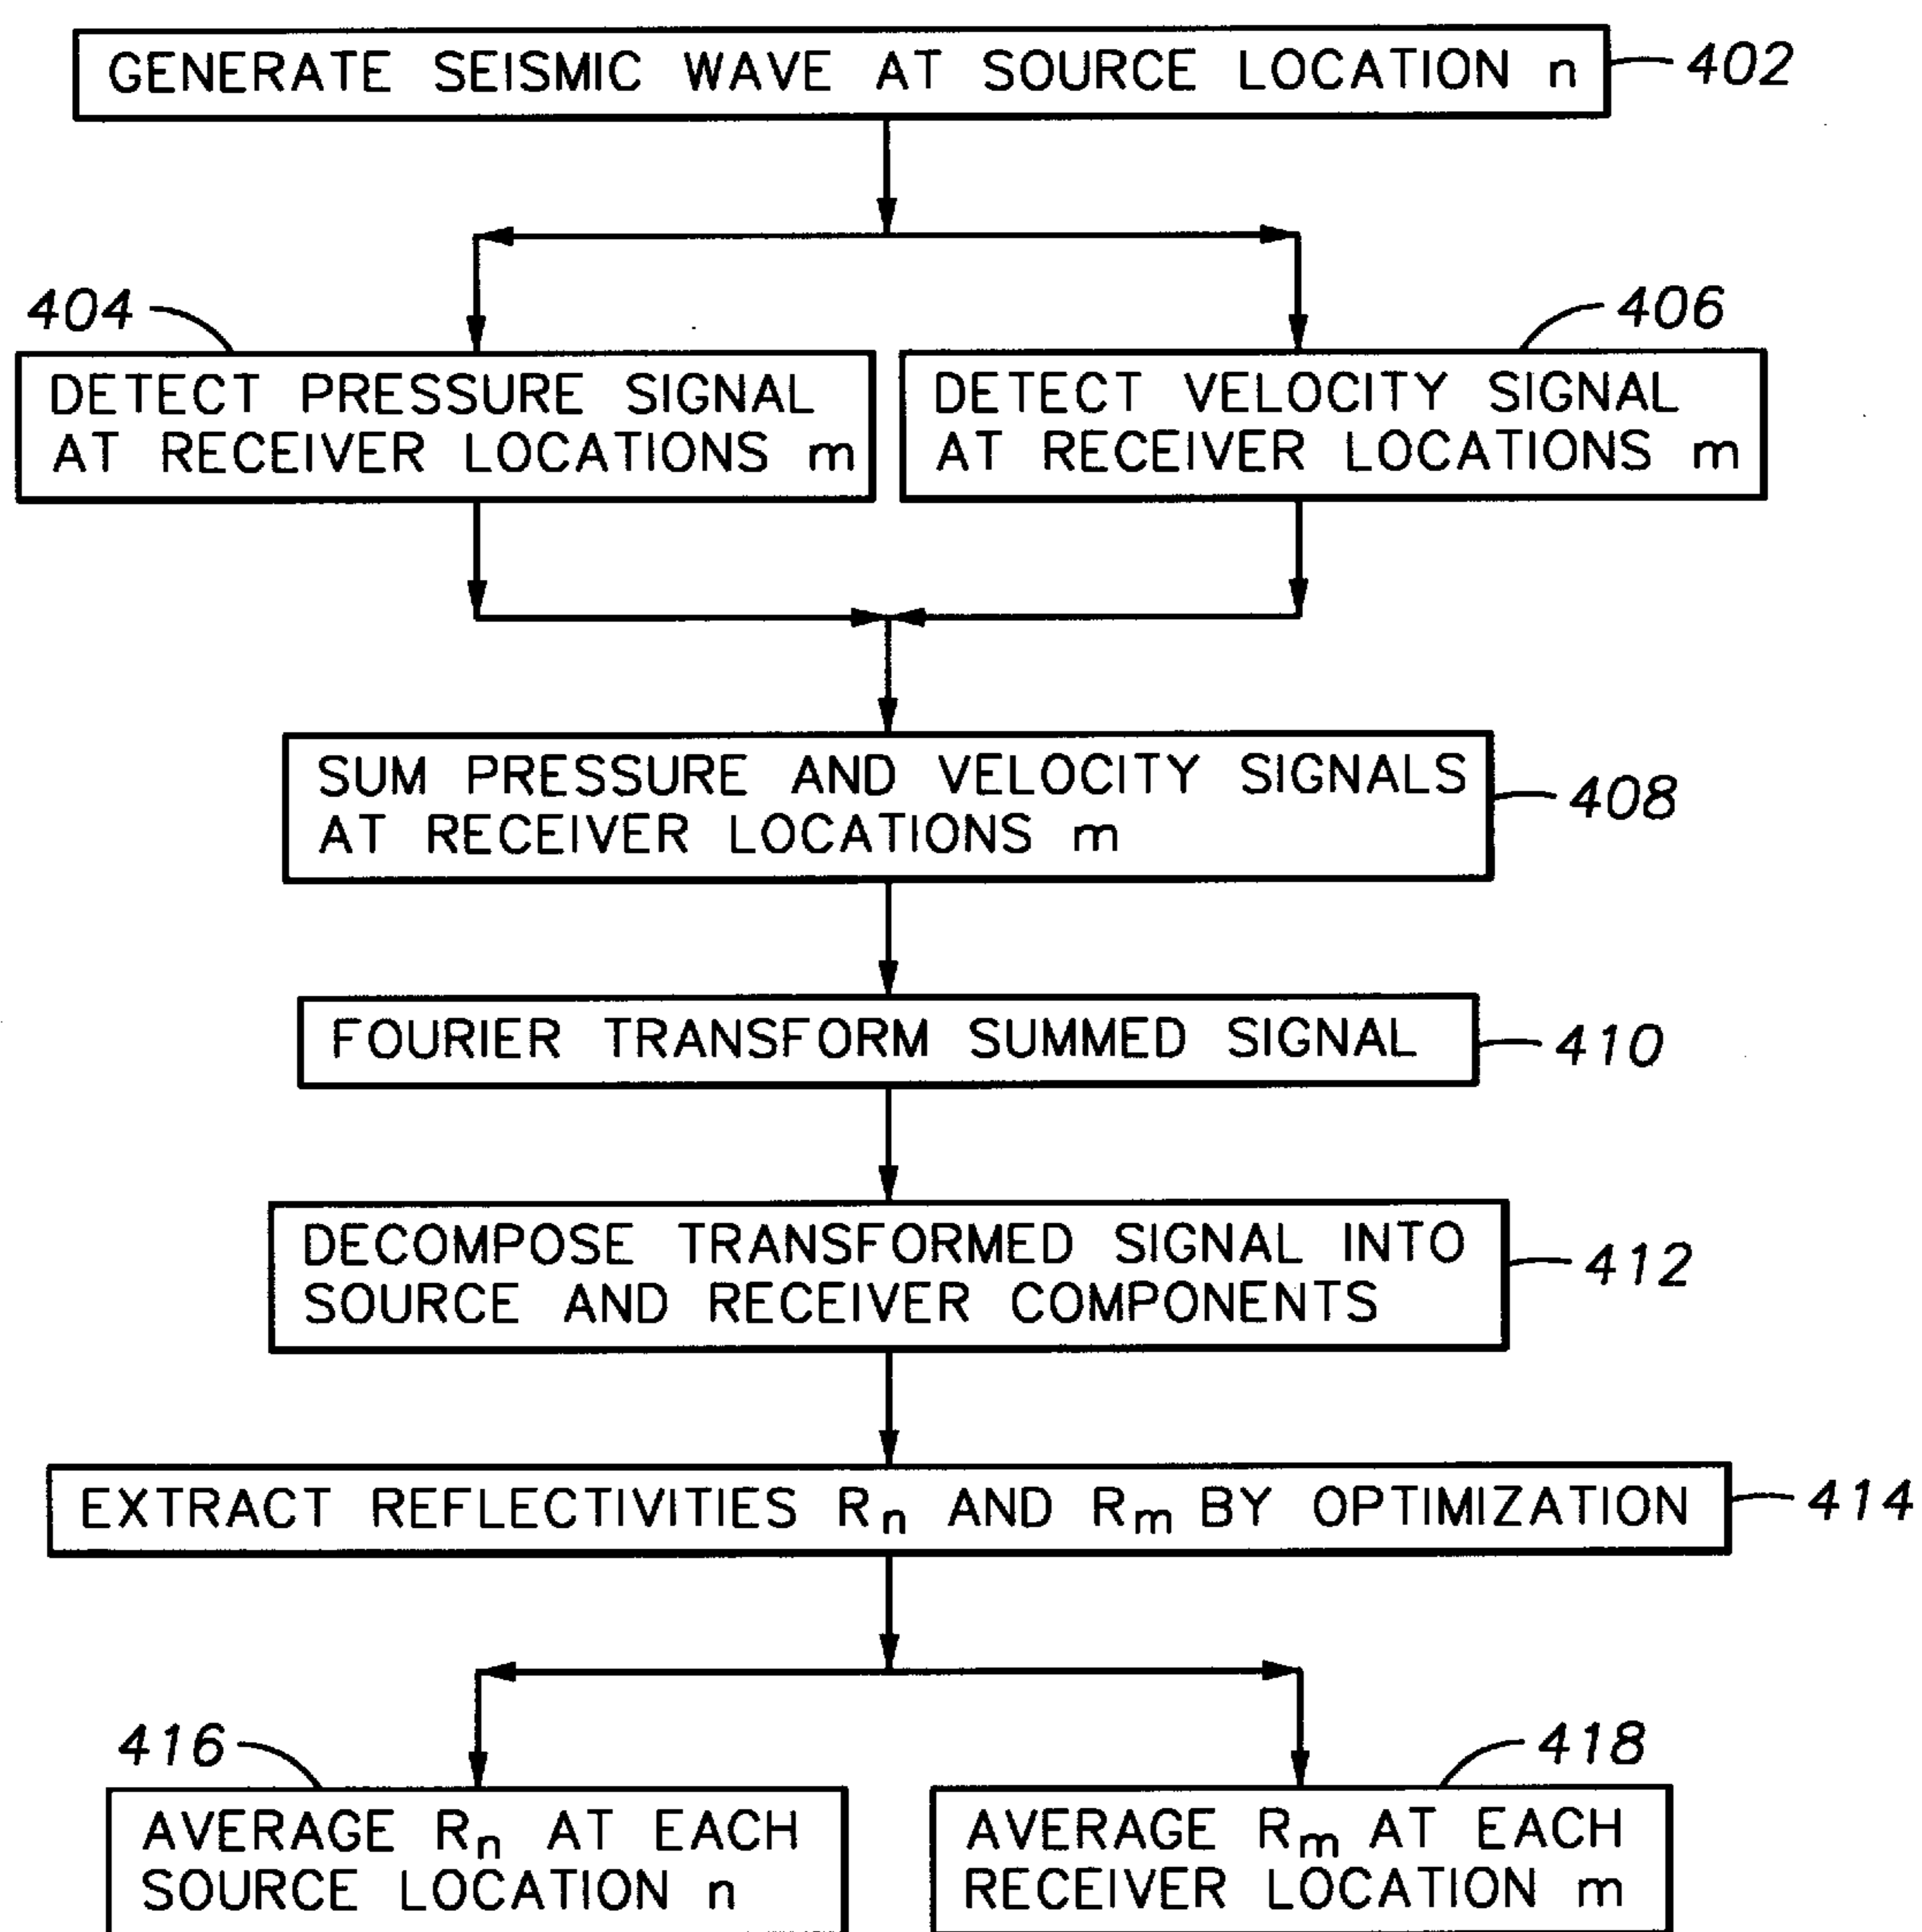 GENERATE SEISMIC WAVE AT SOURCE LOCATION n
402
404
406
DETECT PRESSURE SIGNAL
AT RECEIVER LOCATIONS m
DETECT VELOCITY SIGNAL
AT RECEIVER LOCATIONS m
SUM PRESSURE AND VELOCITY SIGNALS
AT RECEIVER LOCATIONS m
408
FOURIER TRANSFORM SUMMED SIGNAL
410
DECOMPOSE TRANSFORMED SIGNAL INTO
SOURCE AND RECEIVER COMPONENTS
412
EXTRACT REFLECTIVITIES Rn AND Rm BY OPTIMIZATION
414
416
418
AVERAGE Rn AT EACH
SOURCE LOCATION n
AVERAGE Rm AT EACH
RECEIVER LOCATION m